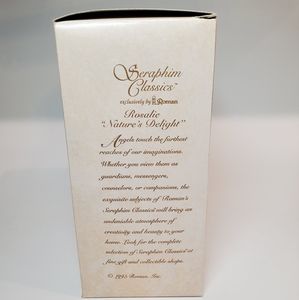 Seraphim
Classics™
exclusively by Roman
Rosalie
"Nature's Delight"
Angels touch the farthest
reaches of our imaginations.
Whether you view them as
guardians, messengers,
counselors, or companions, the
exquisite subjects of Roman's
Seraphim Classics® will bring an
undeniable atmosphere of
creativity and beauty to your
home. Look for the complete
selection of Seraphim Classics® at
fine gift and collectible shops.
© 1995 Roman, Inc.